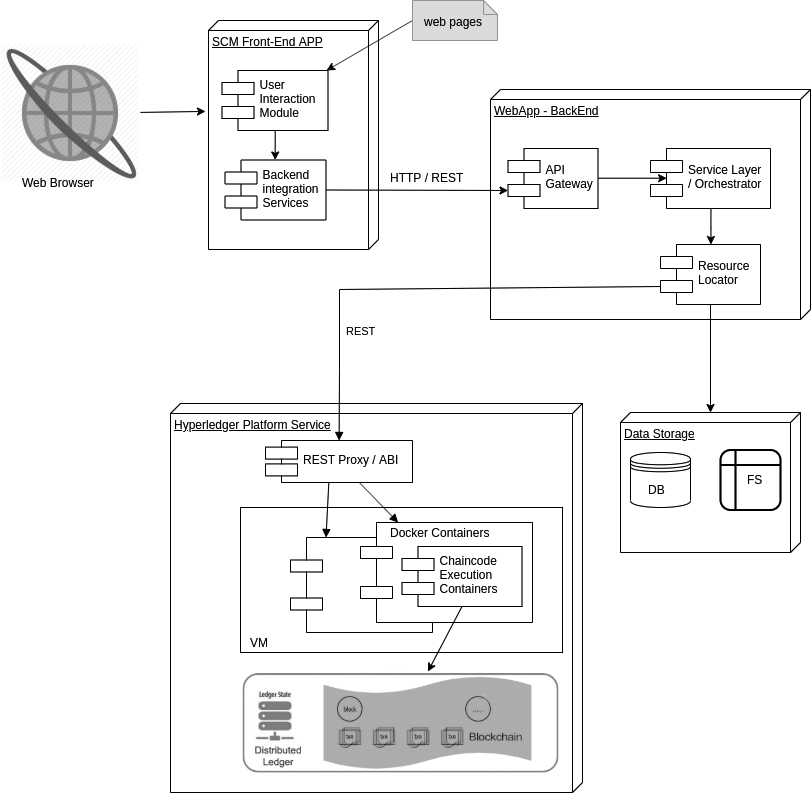 web pages
SCM Front-End APP
User
Interaction
Module
Backend
integration
Services
Web Browser
HTTP / REST
WebApp - BackEnd
API
Gateway
Service Layer
/ Orchestrator
Resource
Locator
REST
Hyperledger Platform Service
REST Proxy / ABI
Data Storage
DB
FS
Docker Containers
Chaincode
Execution
Containers
VM
Ledger State
Distributed
Ledger
block
......
txn
txn
txn
txn
Blockchain